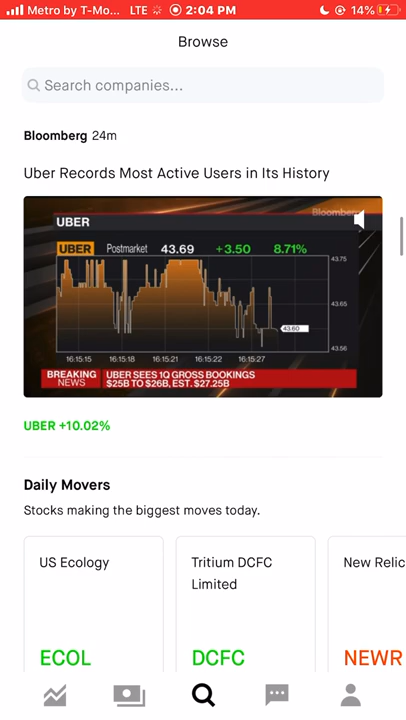 Metro by T-Mo... LTE 2:04 PM 14%
Browse
Search companies...
Bloomberg 24m
Uber Records Most Active Users in Its History
Bloomberg
UBER
UBER Postmarket 43.69 +3.50 8.71%
43.75
43.65
43.60
43.56
16:15:15 16:15:18 16:15:21 16:15:22 16:15:27
BREAKING NEWS
UBER SEES 1Q GROSS BOOKINGS
$25B TO $26B, EST. $27.25B
UBER +10.02%
Daily Movers
Stocks making the biggest moves today.
US Ecology
Tritium DCFC
Limited
New Relic
ECOL
DCFC
NEWR